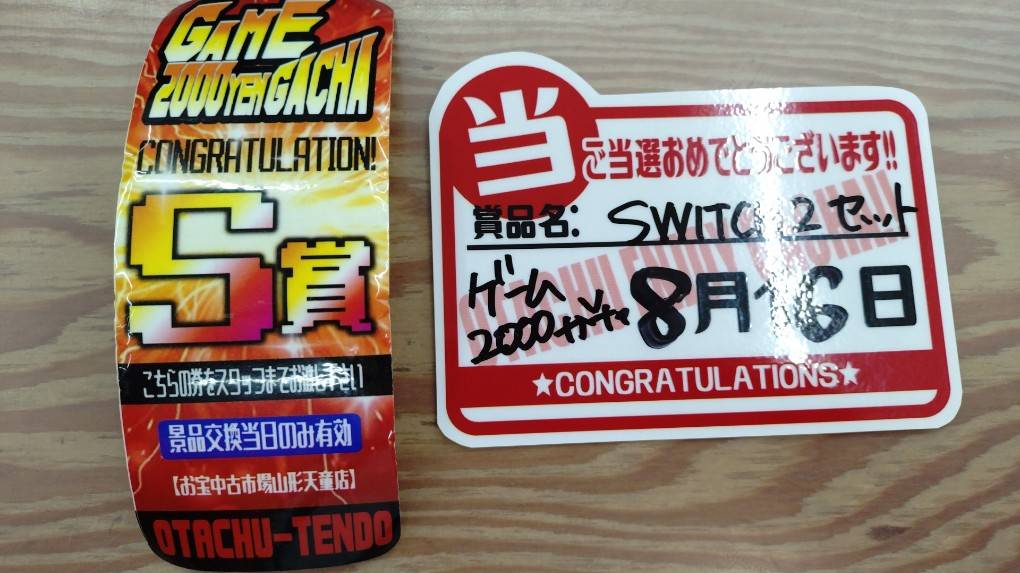 GAME
2000YEN GACHA
CONGRATULATION!
S賞
こちらの券をスタッフまでお渡し下さい
景品交換当日のみ有効
【お宝中古市場山形天童店】
OTACHU-TENDO
当
ご当選おめでとうございます!!
賞品名: SWITCH2 セット
ゲーム
2000ガチャ
8月16日
★CONGRATULATIONS★